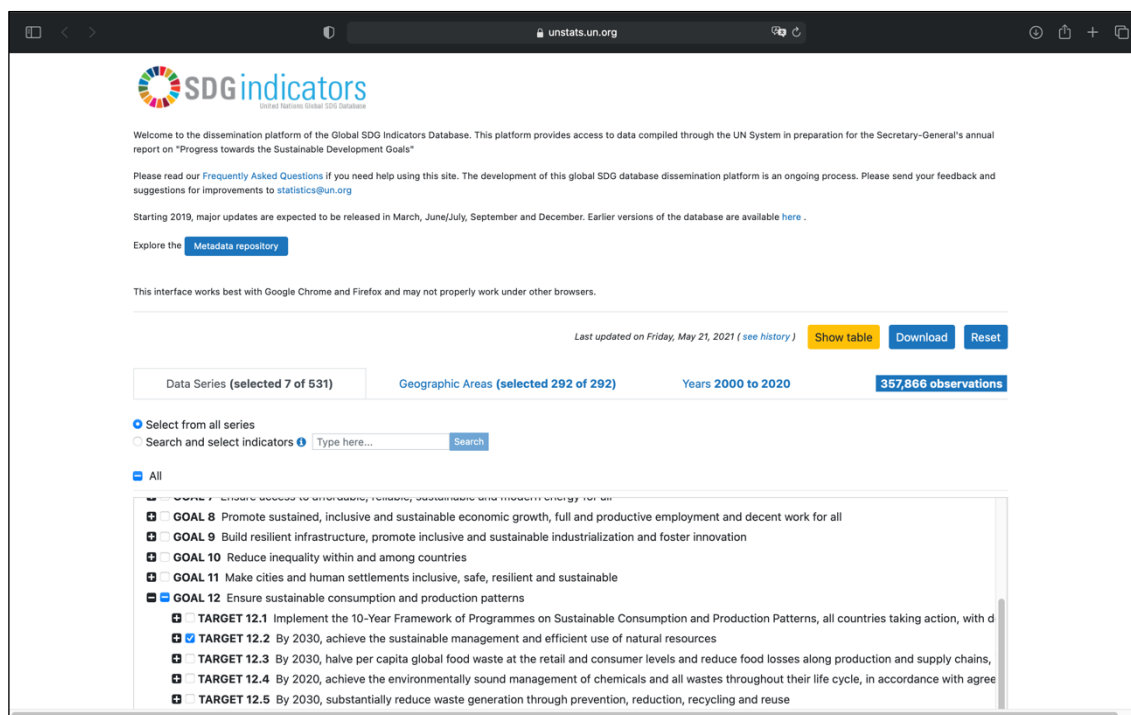 unstats.un.org
SDGindicators
United Nations Global SDG Database
Welcome to the dissemination platform of the Global SDG Indicators Database. This platform provides access to data compiled through the UN System in preparation for the Secretary-General's annual
report on "Progress towards the Sustainable Development Goals"
Please read our Frequently Asked Questions if you need help using this site. The development of this global SDG database dissemination platform is an ongoing process. Please send your feedback and
suggestions for improvements to statistics@un.org
Starting 2019, major updates are expected to be released in March, June/July, September and December. Earlier versions of the database are available here .
Explore the Metadata repository
This interface works best with Google Chrome and Firefox and may not properly work under other browsers.
Last updated on Friday, May 21, 2021 ( see history ) Show table Download Reset
Data Series (selected 7 of 531) Geographic Areas (selected 292 of 292) Years 2000 to 2020 357,866 observations
Select from all series
Search and select indicators Type here... Search
All
GOAL 7 Ensure access to affordable, reliable, sustainable and modern energy for all
GOAL 8 Promote sustained, inclusive and sustainable economic growth, full and productive employment and decent work for all
GOAL 9 Build resilient infrastructure, promote inclusive and sustainable industrialization and foster innovation
GOAL 10 Reduce inequality within and among countries
GOAL 11 Make cities and human settlements inclusive, safe, resilient and sustainable
GOAL 12 Ensure sustainable consumption and production patterns
TARGET 12.1 Implement the 10-Year Framework of Programmes on Sustainable Consumption and Production Patterns, all countries taking action, with d
TARGET 12.2 By 2030, achieve the sustainable management and efficient use of natural resources
TARGET 12.3 By 2030, halve per capita global food waste at the retail and consumer levels and reduce food losses along production and supply chains,
TARGET 12.4 By 2020, achieve the environmentally sound management of chemicals and all wastes throughout their life cycle, in accordance with agree
TARGET 12.5 By 2030, substantially reduce waste generation through prevention, reduction, recycling and reuse